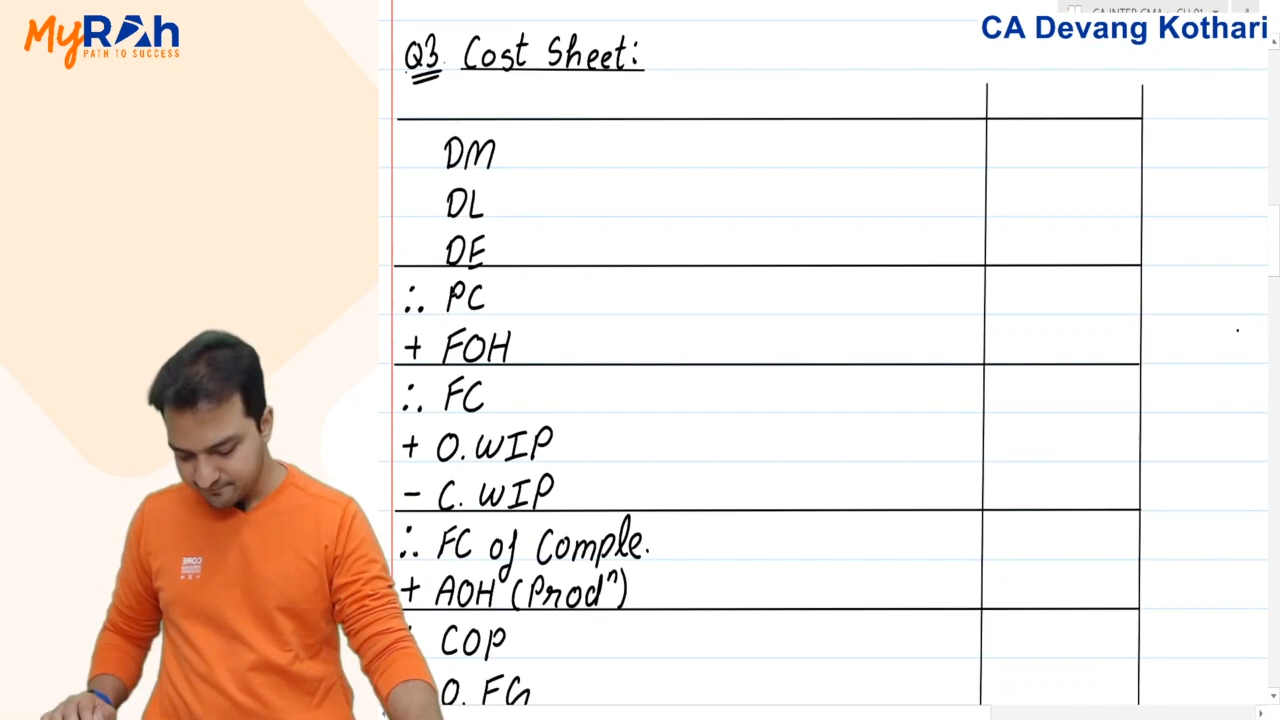 MyRAh
PATH TO SUCCESS
CA Devang Kothari
Q3. Cost Sheet:
DM
DL
DE
∴ PC
+ FOH
∴ FC
+ O.WIP
- C. WIP
∴ FC of Comple.
+ AOH (Prodⁿ)
COP
O. FG
CORE